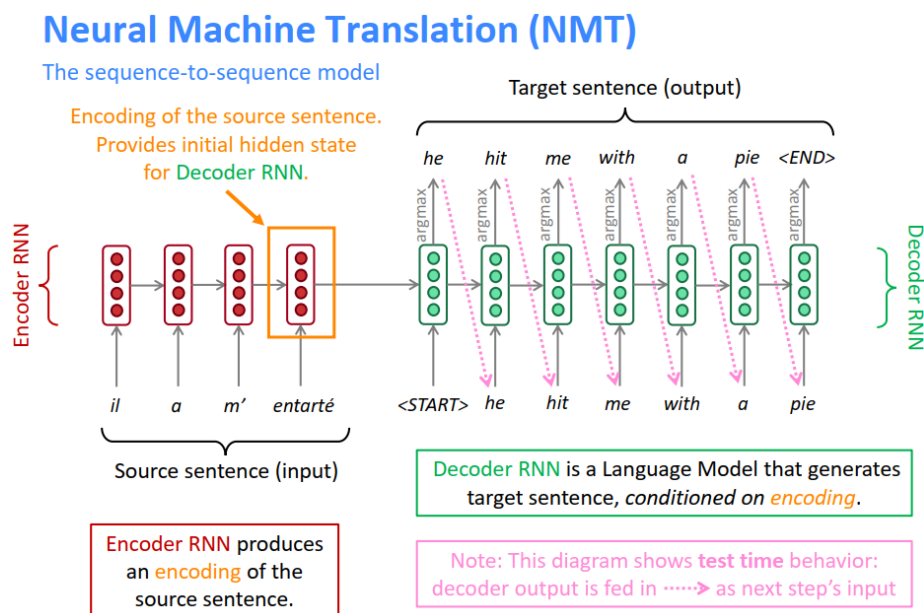 Neural Machine Translation (NMT)
The sequence-to-sequence model
Encoding of the source sentence.
Provides initial hidden state
for Decoder RNN.
Target sentence (output)
he hit me with a pie <END>
argmax argmax argmax argmax argmax argmax argmax
Encoder RNN
Decoder RNN
il a m’ entarté
<START> he hit me with a pie
Source sentence (input)
Decoder RNN is a Language Model that generates
target sentence, conditioned on encoding.
Encoder RNN produces
an encoding of the
source sentence.
Note: This diagram shows test time behavior:
decoder output is fed in as next step’s input